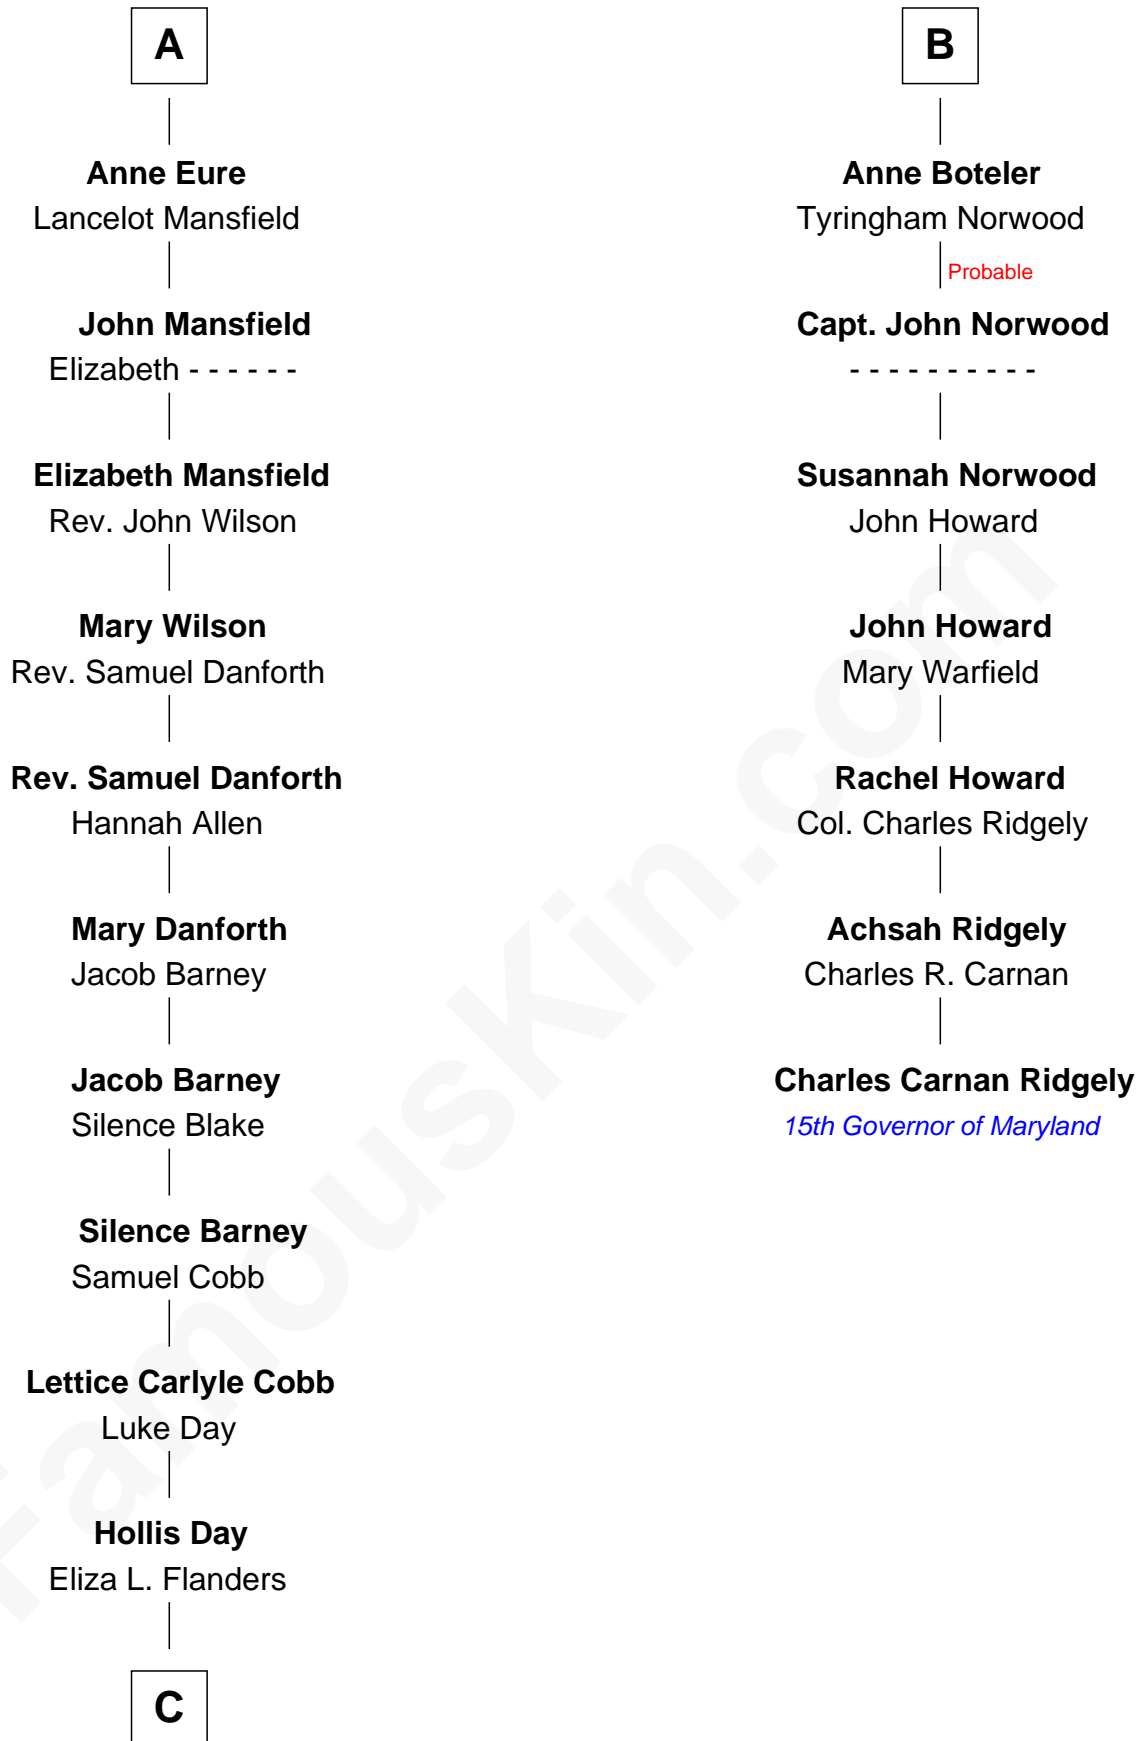 A
Anne Eure
Lancelot Mansfield
John Mansfield
Elizabeth - - - - - -
Elizabeth Mansfield
Rev. John Wilson
Mary Wilson
Rev. Samuel Danforth
Rev. Samuel Danforth
Hannah Allen
Mary Danforth
Jacob Barney
Jacob Barney
Silence Blake
Silence Barney
Samuel Cobb
Lettice Carlyle Cobb
Luke Day
Hollis Day
Eliza L. Flanders
C
B
Anne Boteler
Tyringham Norwood
Probable
Capt. John Norwood
- - - - - - - - - -
Susannah Norwood
John Howard
John Howard
Mary Warfield
Rachel Howard
Col. Charles Ridgely
Achsah Ridgely
Charles R. Carnan
Charles Carnan Ridgely
15th Governor of Maryland
FamousKin.com